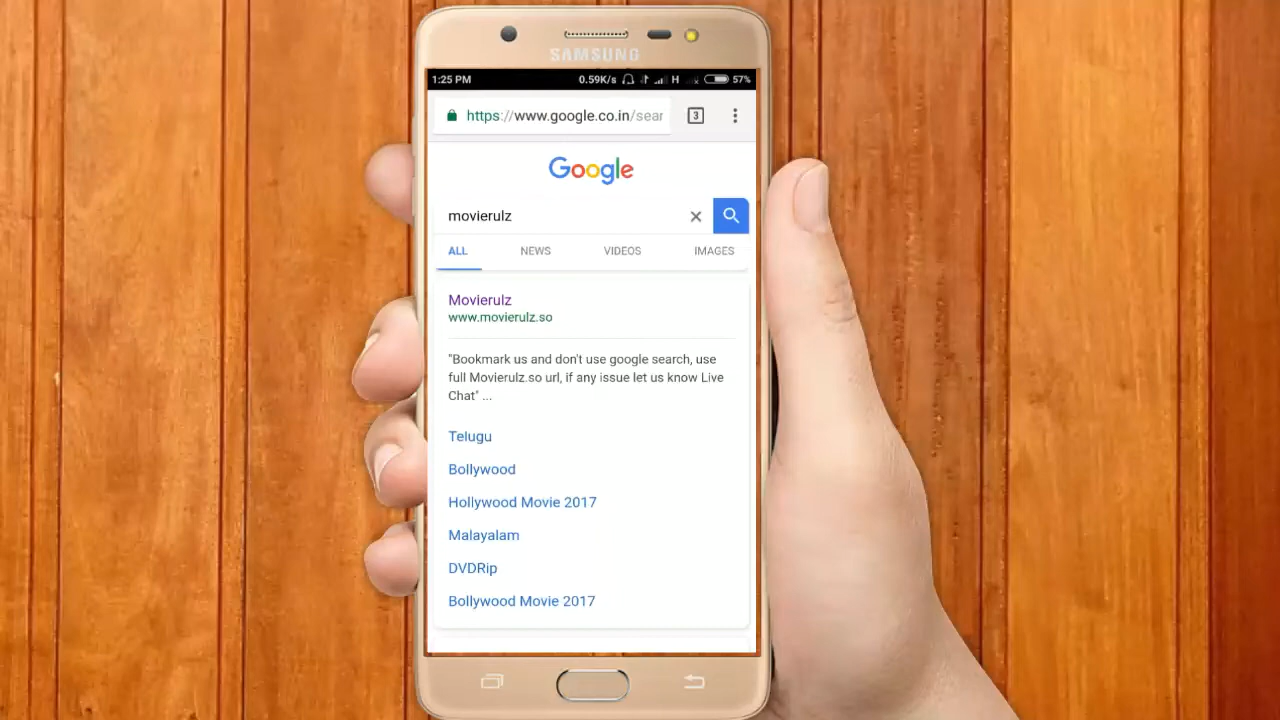 SAMSUNG
1:25 PM 0.59K/s H 57%
https://www.google.co.in/sear 3
Google
movierulz
ALL NEWS VIDEOS IMAGES
Movierulz
www.movierulz.so
"Bookmark us and don't use google search, use
full Movierulz.so url, if any issue let us know Live
Chat" ...
Telugu
Bollywood
Hollywood Movie 2017
Malayalam
DVDRip
Bollywood Movie 2017